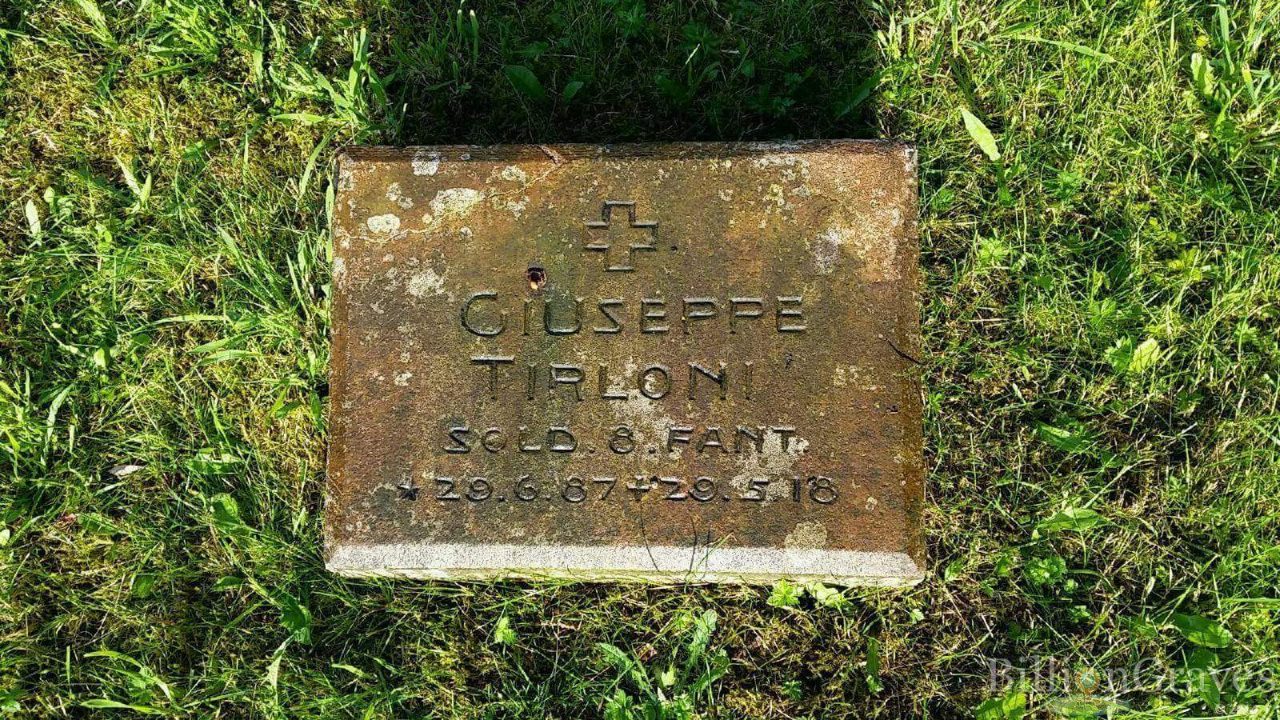 GIUSEPPE
TIRLONI
SOLD. 8. FANT.
* 29.6.87 + 29.5.18
BillionGraves